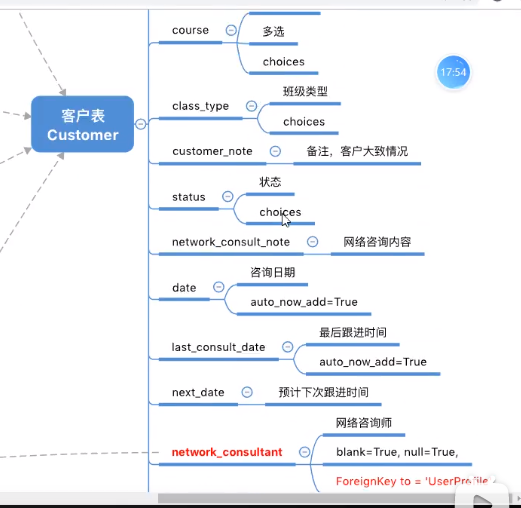 course
多选
choices
17:54
客户表
Customer
class_type
班级类型
choices
customer_note
备注，客户大致情况
status
状态
choices
network_consult_note
网络咨询内容
date
咨询日期
auto_now_add=True
last_consult_date
最后跟进时间
auto_now_add=True
next_date
预计下次跟进时间
network_consultant
网络咨询师
blank=True, null=True,
ForeignKey to = 'UserProfile'